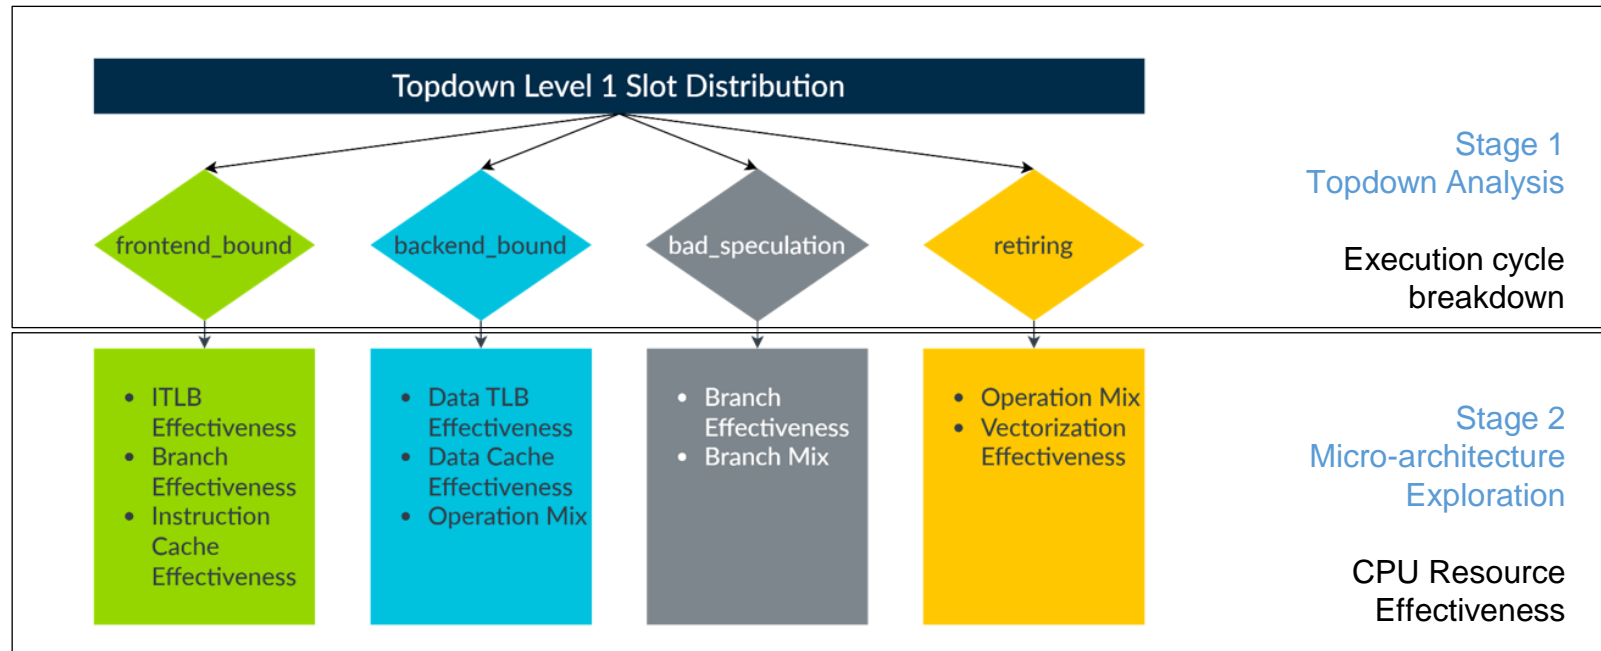 Topdown Level 1 Slot Distribution
frontend_bound
backend_bound
bad_speculation
retiring
Stage 1
Topdown Analysis
Execution cycle
breakdown
• ITLB
Effectiveness
• Branch
Effectiveness
• Instruction
Cache
Effectiveness
• Data TLB
Effectiveness
• Data Cache
Effectiveness
• Operation Mix
• Branch
Effectiveness
• Branch Mix
• Operation Mix
• Vectorization
Effectiveness
Stage 2
Micro-architecture
Exploration
CPU Resource
Effectiveness